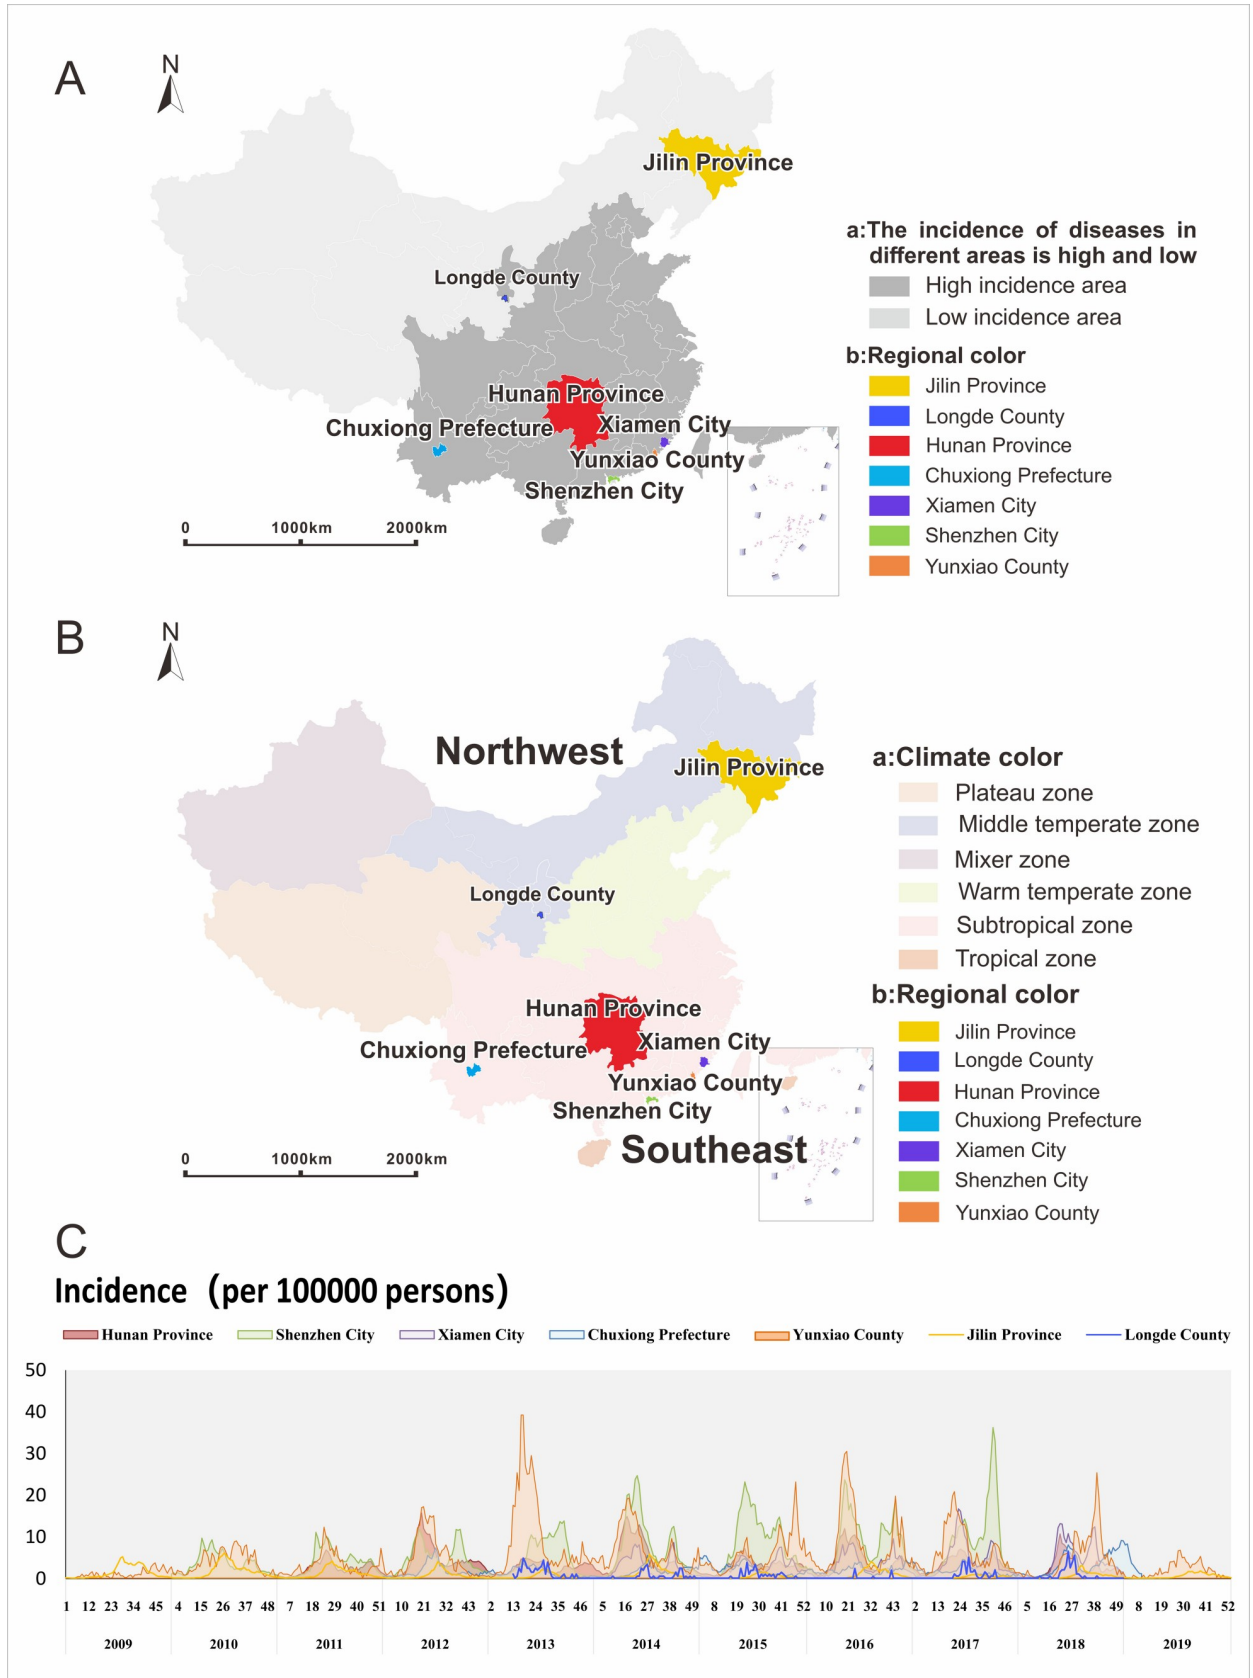 A
N
Jilin Province
Longde County
Hunan Province
Xiamen City
Chuxiong Prefecture
Yunxiao County
Shenzhen City
0 1000km 2000km
a:The incidence of diseases in
different areas is high and low
High incidence area
Low incidence area
b:Regional color
Jilin Province
Longde County
Hunan Province
Chuxiong Prefecture
Xiamen City
Shenzhen City
Yunxiao County
B
N
Northwest
Jilin Province
Longde County
Hunan Province
Xiamen City
Chuxiong Prefecture
Yunxiao County
Shenzhen City
Southeast
0 1000km 2000km
a:Climate color
Plateau zone
Middle temperate zone
Mixer zone
Warm temperate zone
Subtropical zone
Tropical zone
b:Regional color
Jilin Province
Longde County
Hunan Province
Chuxiong Prefecture
Xiamen City
Shenzhen City
Yunxiao County
C
Incidence (per 100000 persons)
Hunan Province Shenzhen City Xiamen City Chuxiong Prefecture Yunxiao County Jilin Province Longde County
50
40
30
20
10
0
1 12 23 34 45 4 15 26 37 48 7 18 29 40 51 10 21 32 43 2 13 24 35 46 5 16 27 38 49 8 19 30 41 52 10 21 32 43 2 13 24 35 46 5 16 27 38 49 8 19 30 41 52
2009 2010 2011 2012 2013 2014 2015 2016 2017 2018 2019